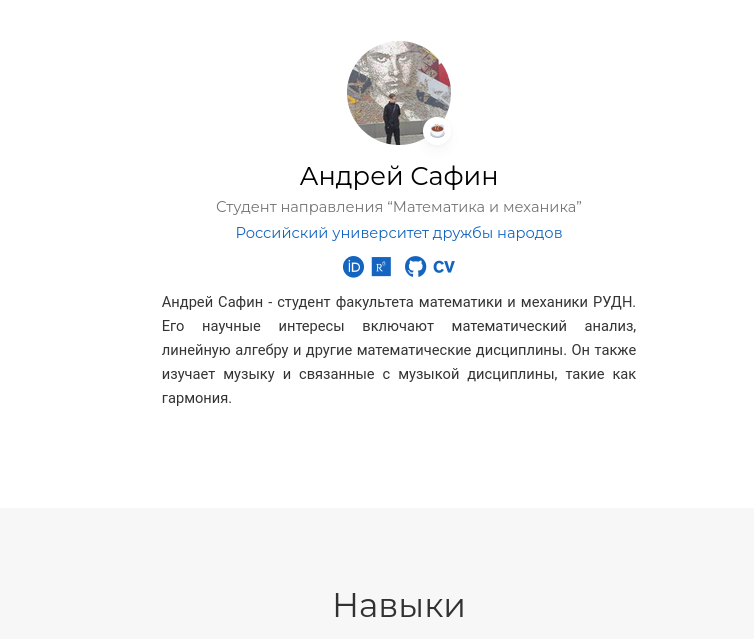 Андрей Сафин
Студент направления “Математика и механика”
Российский университет дружбы народов
iD R⁶ CV
Андрей Сафин - студент факультета математики и механики РУДН.
Его научные интересы включают математический анализ,
линейную алгебру и другие математические дисциплины. Он также
изучает музыку и связанные с музыкой дисциплины, такие как
гармония.
Навыки